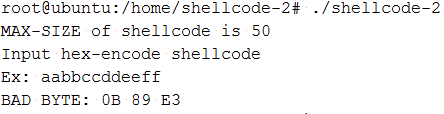 root@ubuntu:/home/shellcode-2# ./shellcode-2
MAX-SIZE of shellcode is 50
Input hex-encode shellcode
Ex: aabbccddeeff
BAD BYTE: 0B 89 E3